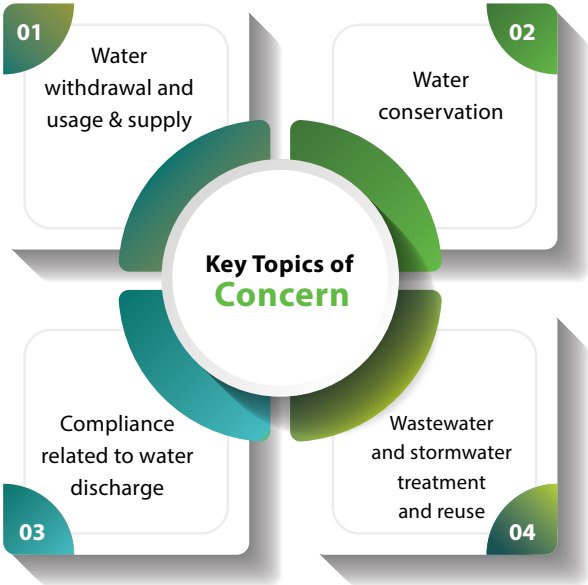 01
Water
withdrawal and
usage & supply
02
Water
conservation
Key Topics of
Concern
03
Compliance
related to water
discharge
04
Wastewater
and stormwater
treatment
and reuse